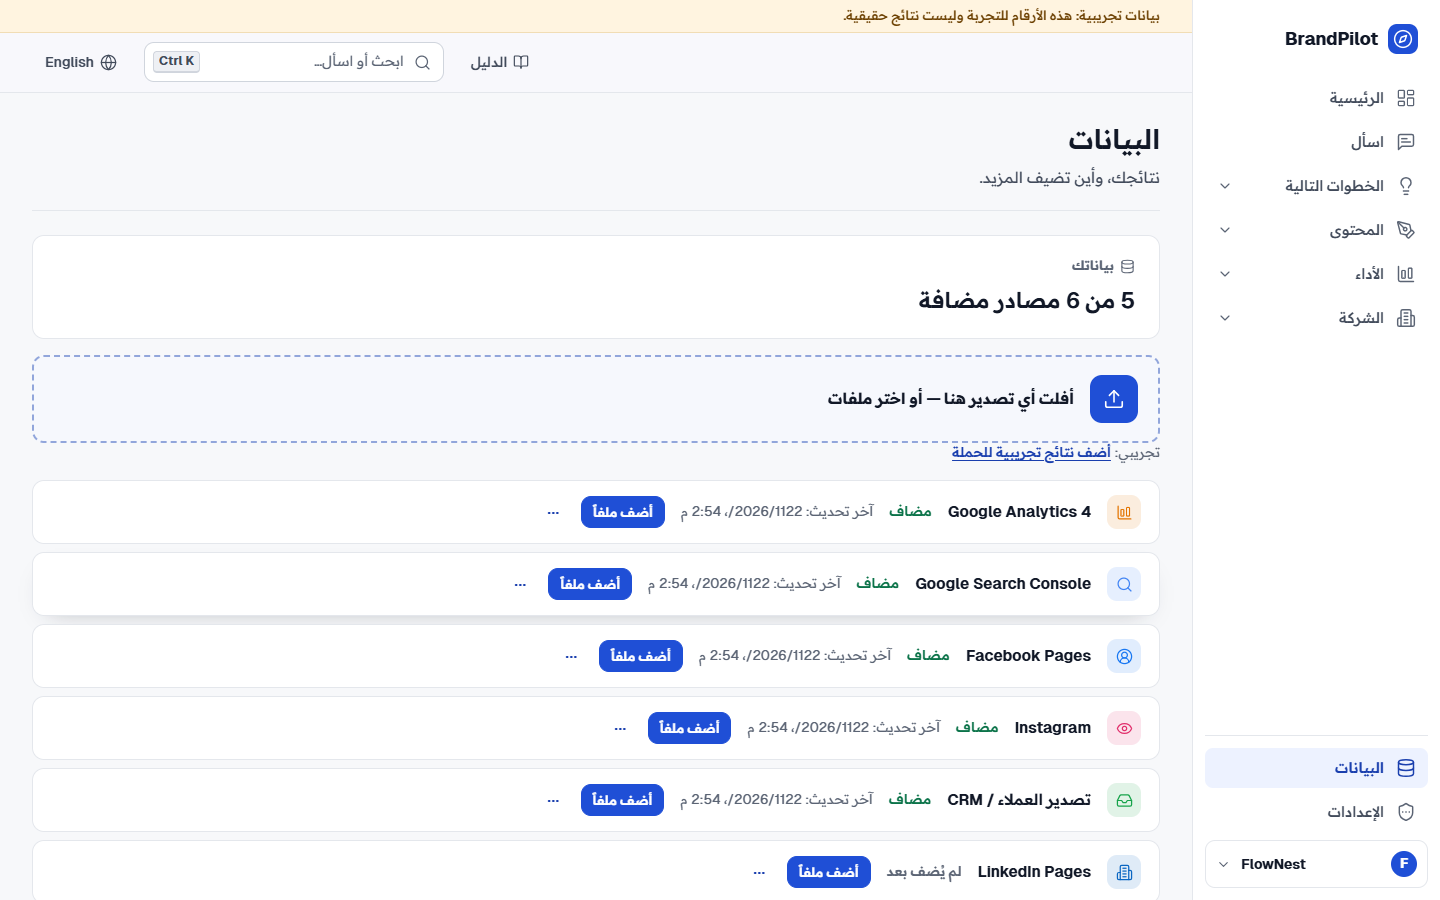 بيانات تجريبية: هذه الأرقام للتجربة وليست نتائج حقيقية.
BrandPilot
الرئيسية
اسأل
الخطوات التالية
المحتوى
الأداء
الشركة
البيانات
الإعدادات
F FlowNest
الدليل
ابحث أو اسأل... Ctrl K
English
البيانات
نتائجك، وأين تضيف المزيد.
بياناتك
5 من 6 مصادر مضافة
أفلت أي تصدير هنا — أو اختر ملفات
تجريبي: أضف نتائج تجريبية للحملة
Google Analytics 4 مضاف آخر تحديث: 22‏/11‏/2026، 2:54 م أضف ملفاً ...
Google Search Console مضاف آخر تحديث: 22‏/11‏/2026، 2:54 م أضف ملفاً ...
Facebook Pages مضاف آخر تحديث: 22‏/11‏/2026، 2:54 م أضف ملفاً ...
Instagram مضاف آخر تحديث: 22‏/11‏/2026، 2:54 م أضف ملفاً ...
تصدير العملاء / CRM مضاف آخر تحديث: 22‏/11‏/2026، 2:54 م أضف ملفاً ...
LinkedIn Pages لم يُضف بعد أضف ملفاً ...